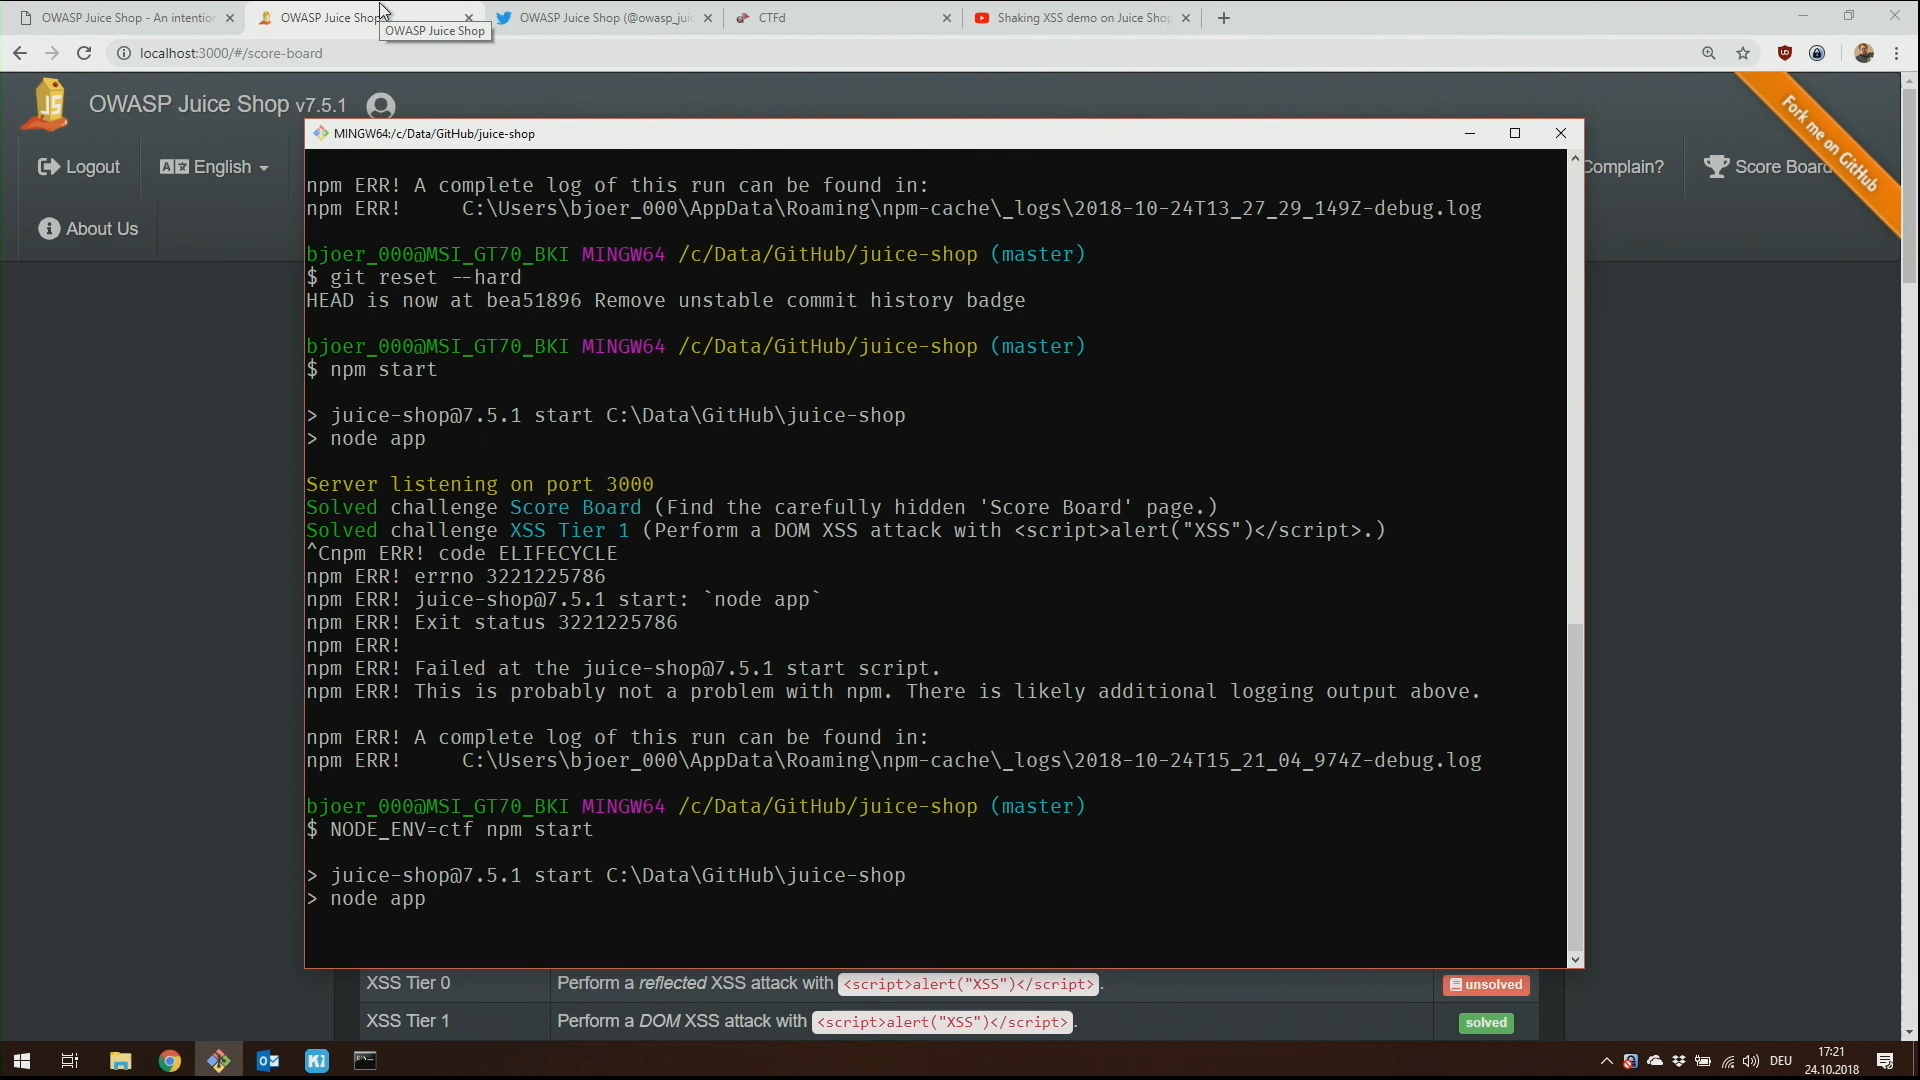 OWASP Juice Shop - An intentio
OWASP Juice Shop
OWASP Juice Shop (@owasp_juic
CTFd
Shaking XSS demo on Juice Shop
OWASP Juice Shop
localhost:3000/#/score-board
OWASP Juice Shop v7.5.1
Fork me on GitHub
Logout
English
Complain?
Score Board
About Us
MINGW64:/c/Data/GitHub/juice-shop
npm ERR! A complete log of this run can be found in:
npm ERR!     C:\Users\bjoer_000\AppData\Roaming\npm-cache\_logs\2018-10-24T13_27_29_149Z-debug.log
bjoer_000@MSI_GT70_BKI MINGW64 /c/Data/GitHub/juice-shop (master)
$ git reset --hard
HEAD is now at bea51896 Remove unstable commit history badge
bjoer_000@MSI_GT70_BKI MINGW64 /c/Data/GitHub/juice-shop (master)
$ npm start
> juice-shop@7.5.1 start C:\Data\GitHub\juice-shop
> node app
Server listening on port 3000
Solved challenge Score Board (Find the carefully hidden 'Score Board' page.)
Solved challenge XSS Tier 1 (Perform a DOM XSS attack with <script>alert("XSS")</script>.)
^Cnpm ERR! code ELIFECYCLE
npm ERR! errno 3221225786
npm ERR! juice-shop@7.5.1 start: `node app`
npm ERR! Exit status 3221225786
npm ERR!
npm ERR! Failed at the juice-shop@7.5.1 start script.
npm ERR! This is probably not a problem with npm. There is likely additional logging output above.
npm ERR! A complete log of this run can be found in:
npm ERR!     C:\Users\bjoer_000\AppData\Roaming\npm-cache\_logs\2018-10-24T15_21_04_974Z-debug.log
bjoer_000@MSI_GT70_BKI MINGW64 /c/Data/GitHub/juice-shop (master)
$ NODE_ENV=ctf npm start
> juice-shop@7.5.1 start C:\Data\GitHub\juice-shop
> node app
XSS Tier 0 Perform a reflected XSS attack with <script>alert("XSS")</script>. unsolved
XSS Tier 1 Perform a DOM XSS attack with <script>alert("XSS")</script>. solved
DEU
17:21
24.10.2018